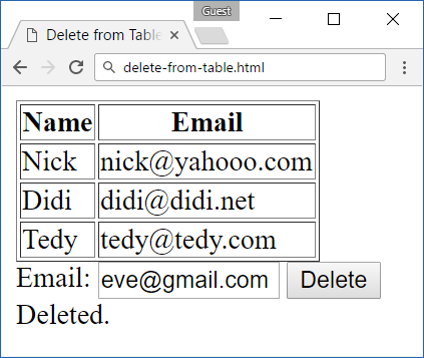 Guest
Delete from Table
delete-from-table.html
Name Email
Nick nick@yahooo.com
Didi didi@didi.net
Tedy tedy@tedy.com
Email: eve@gmail.com Delete
Deleted.